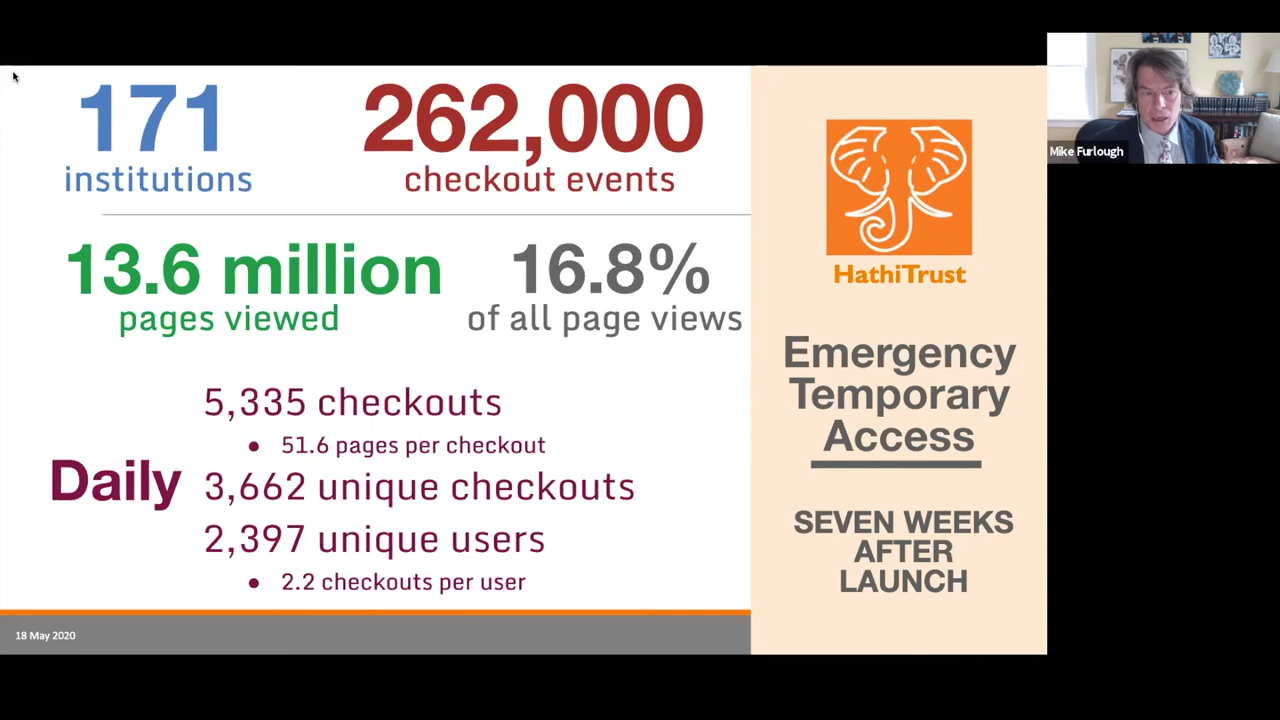 171
institutions
262,000
checkout events
13.6 million
pages viewed
16.8%
of all page views
Daily
5,335 checkouts
• 51.6 pages per checkout
3,662 unique checkouts
2,397 unique users
• 2.2 checkouts per user
18 May 2020
HathiTrust
Emergency
Temporary
Access
SEVEN WEEKS
AFTER
LAUNCH
Mike Furlough